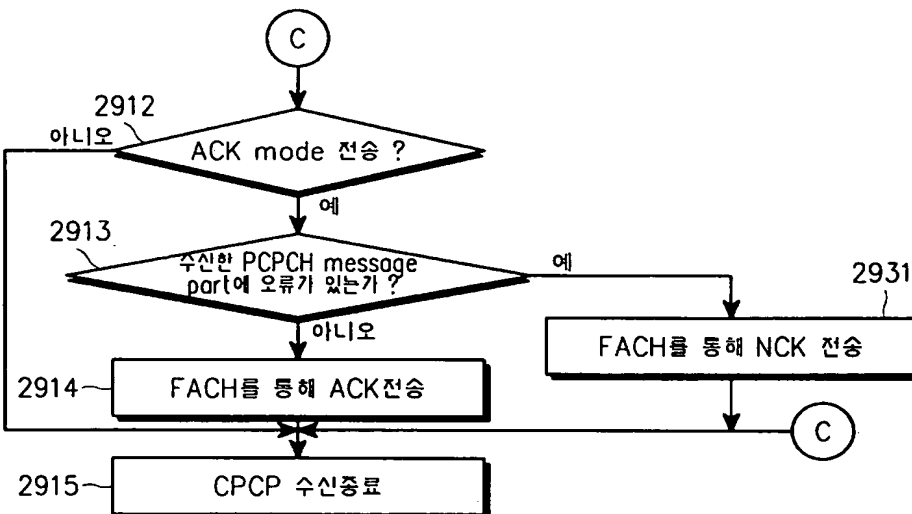 C
2912
아니오
ACK mode 전송 ?
예
2913
수신한 PCPCH message
part에 오류가 있는가 ?
예
2931
아니오
FACH를 통해 NCK 전송
2914
FACH를 통해 ACK전송
C
2915
CPCP 수신종료